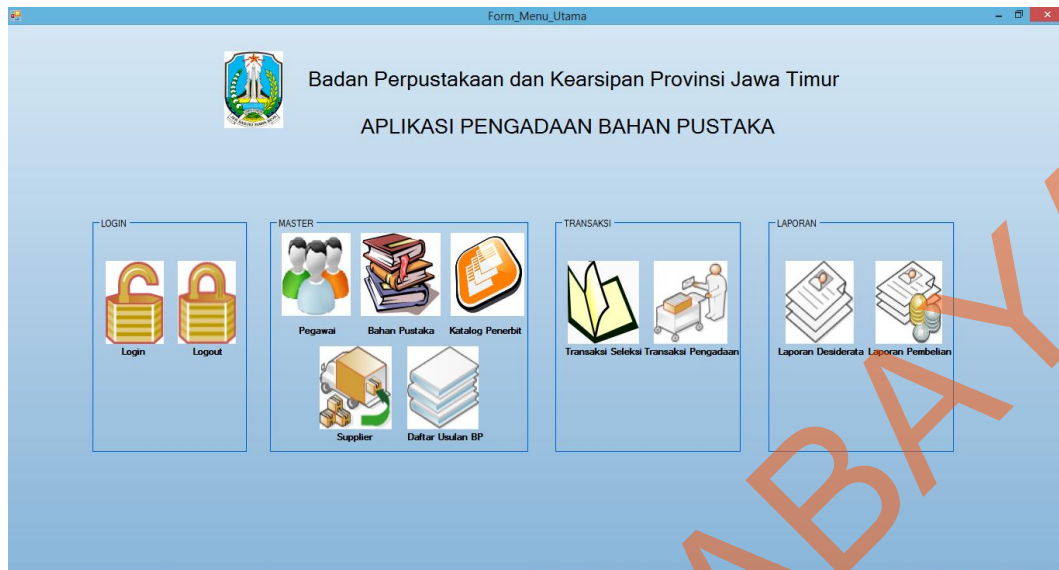 Form_Menu_Utama
Badan Perpustakaan dan Kearsipan Provinsi Jawa Timur
APLIKASI PENGADAAN BAHAN PUSTAKA
LOGIN
Login
Logout
MASTER
Pegawai
Bahan Pustaka
Katalog Penerbit
Supplier
Daftar Usulan BP
TRANSAKSI
Transaksi Seleksi
Transaksi Pengadaan
LAPORAN
Laporan Desiderata
Laporan Pembelian
ABAYA